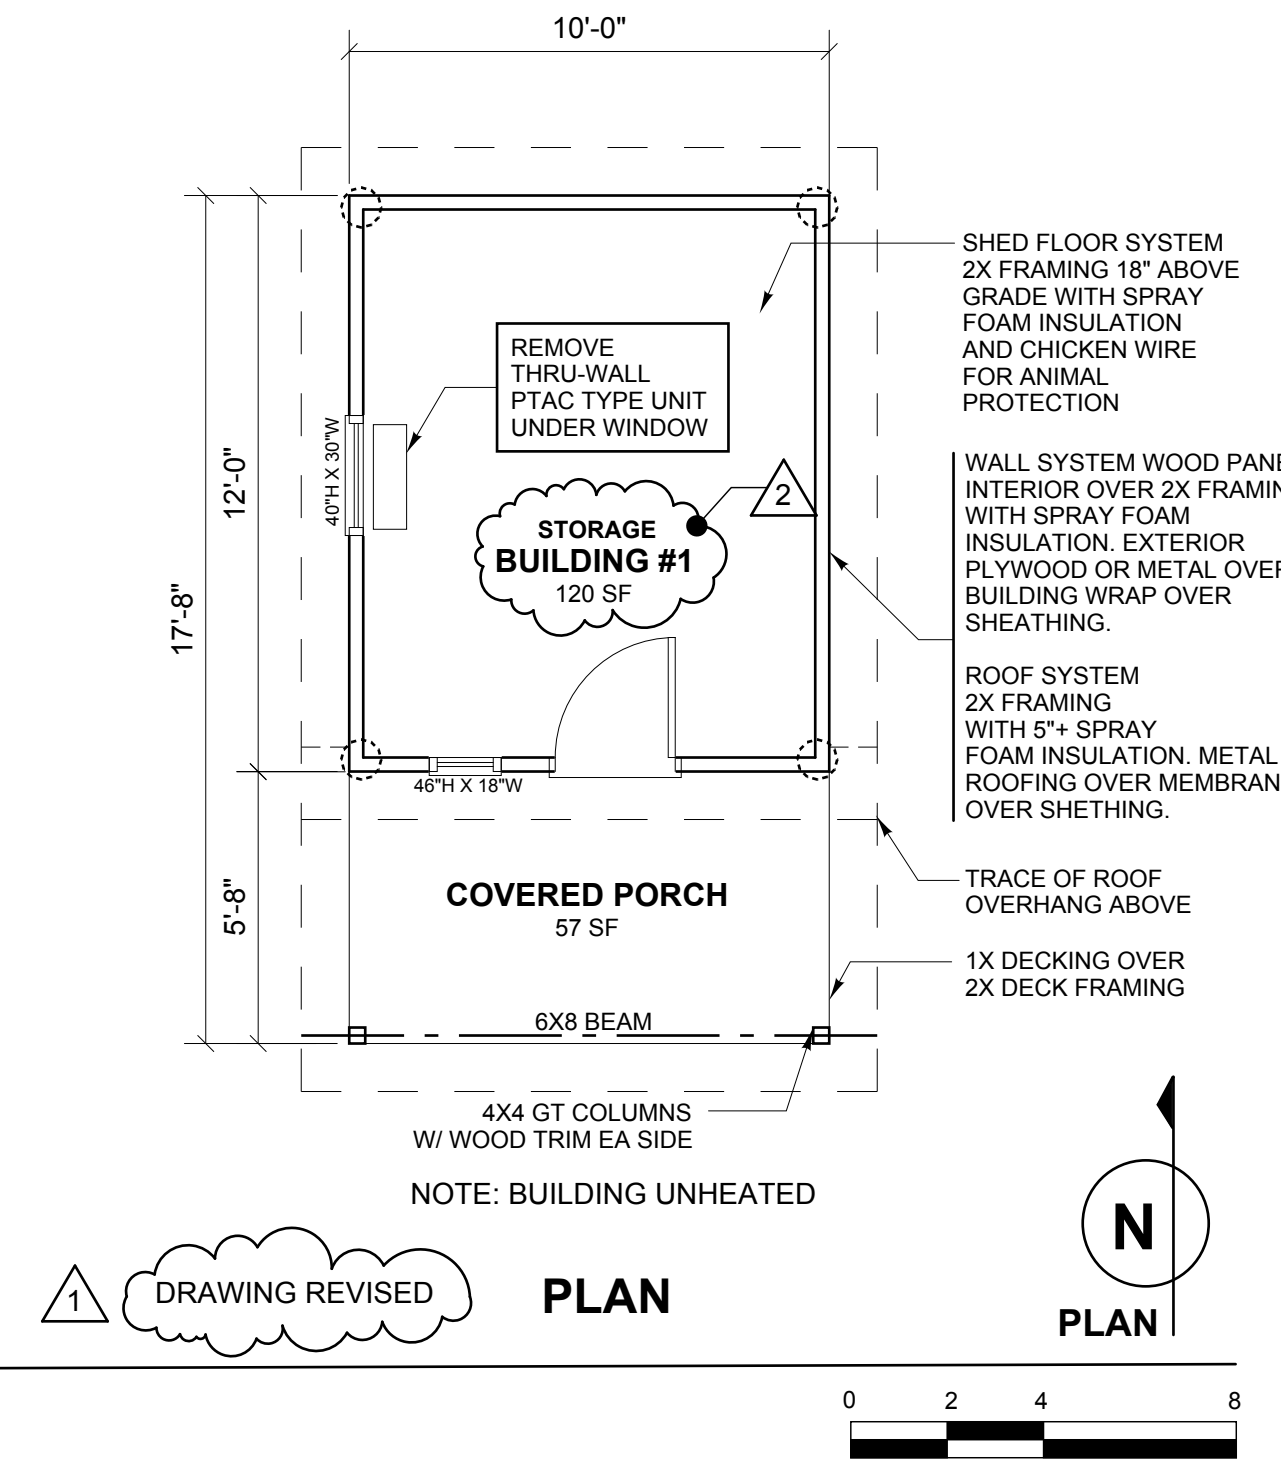 10'-0"
SHED FLOOR SYSTEM
2X FRAMING 18" ABOVE
GRADE WITH SPRAY
FOAM INSULATION
AND CHICKEN WIRE
FOR ANIMAL
PROTECTION
REMOVE
THRU-WALL
PTAC TYPE UNIT
UNDER WINDOW
40"H X 30"W
12'-0"
17'-8"
2
STORAGE
BUILDING #1
120 SF
WALL SYSTEM WOOD PANE
INTERIOR OVER 2X FRAMIN
WITH SPRAY FOAM
INSULATION. EXTERIOR
PLYWOOD OR METAL OVER
BUILDING WRAP OVER
SHEATHING.
ROOF SYSTEM
2X FRAMING
WITH 5"+ SPRAY
FOAM INSULATION. METAL
ROOFING OVER MEMBRAN
OVER SHETHING.
46"H X 18"W
5'-8"
COVERED PORCH
57 SF
TRACE OF ROOF
OVERHANG ABOVE
1X DECKING OVER
2X DECK FRAMING
6X8 BEAM
4X4 GT COLUMNS
W/ WOOD TRIM EA SIDE
NOTE: BUILDING UNHEATED
1
DRAWING REVISED
PLAN
N
PLAN
0 2 4 8